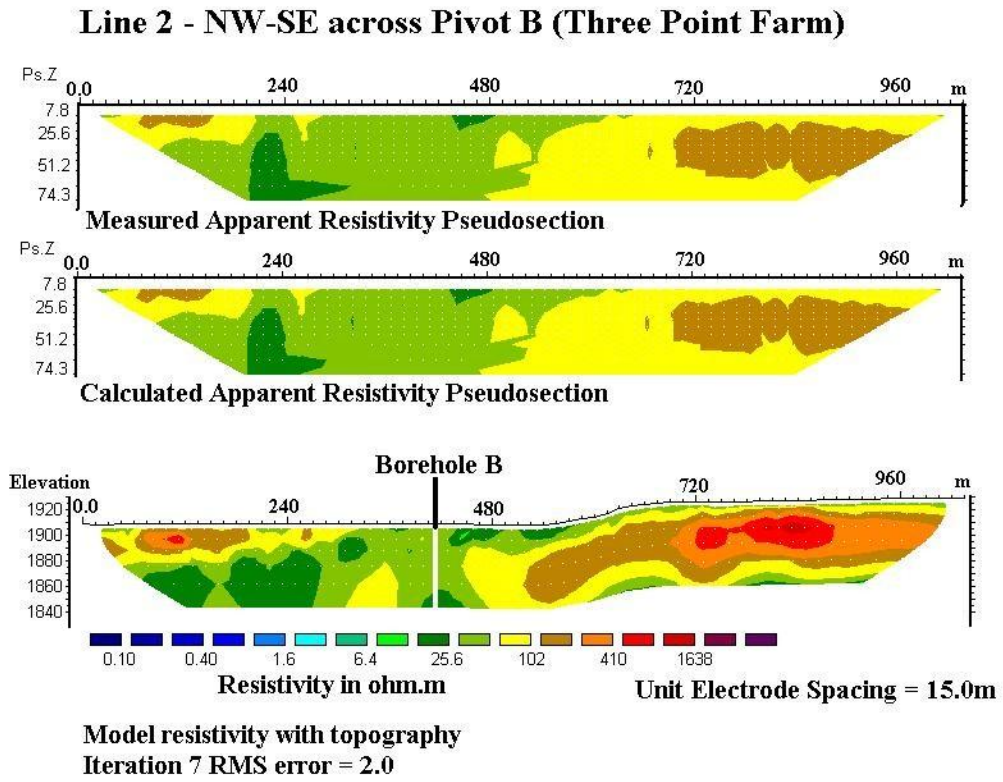 Line 2 - NW-SE across Pivot B (Three Point Farm)
Ps.Z
0.0 240 480 720 960 m
7.8
25.6
51.2
74.3
Measured Apparent Resistivity Pseudosection
Ps.Z
0.0 240 480 720 960 m
7.8
25.6
51.2
74.3
Calculated Apparent Resistivity Pseudosection
Borehole B
Elevation
0.0 240 480 720 960 m
1920
1900
1880
1860
1840
0.10 0.40 1.6 6.4 25.6 102 410 1638
Resistivity in ohm.m
Unit Electrode Spacing = 15.0m
Model resistivity with topography
Iteration 7 RMS error = 2.0